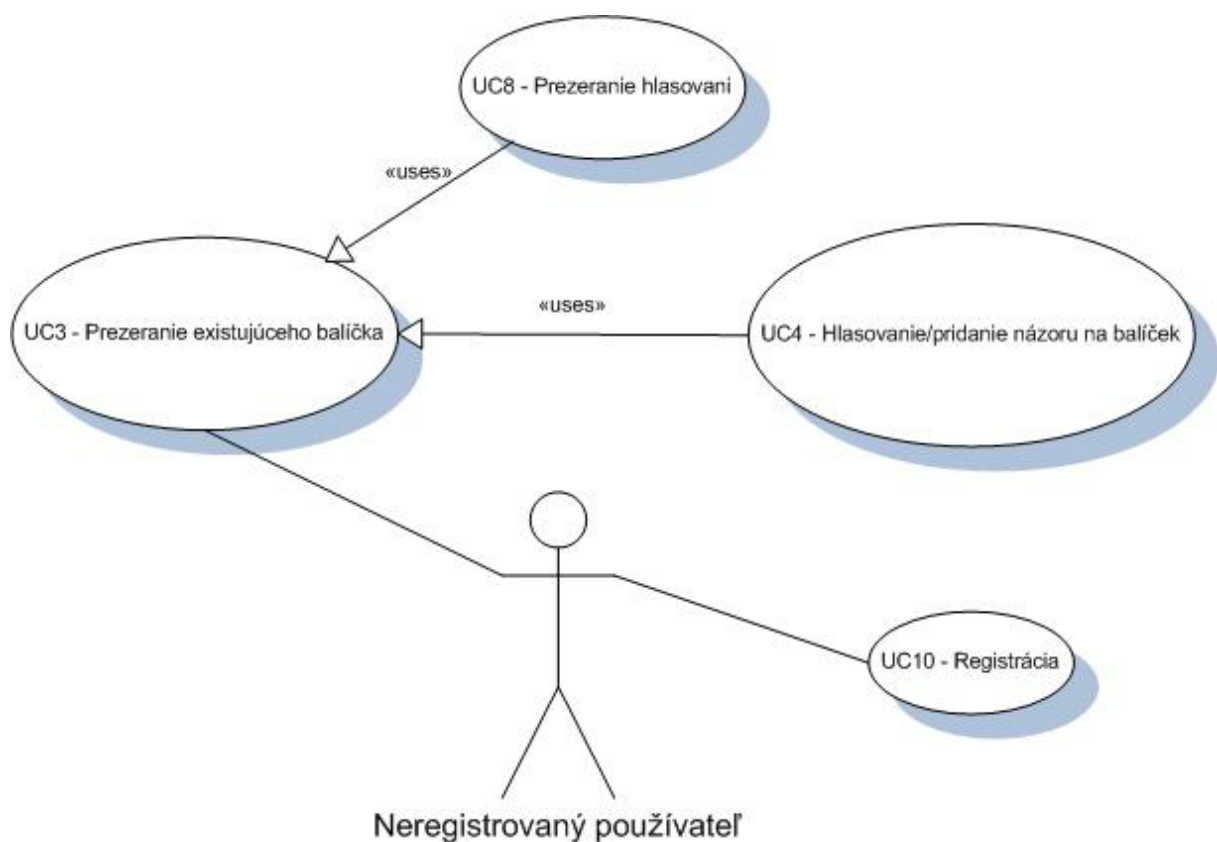 UC8 - Prezeranie hlasovaní
«uses»
«uses»
UC3 - Prezeranie existujúceho balíčka
UC4 - Hlasovanie/pridanie názoru na balíček
UC10 - Registrácia
Neregistrovaný používateľ